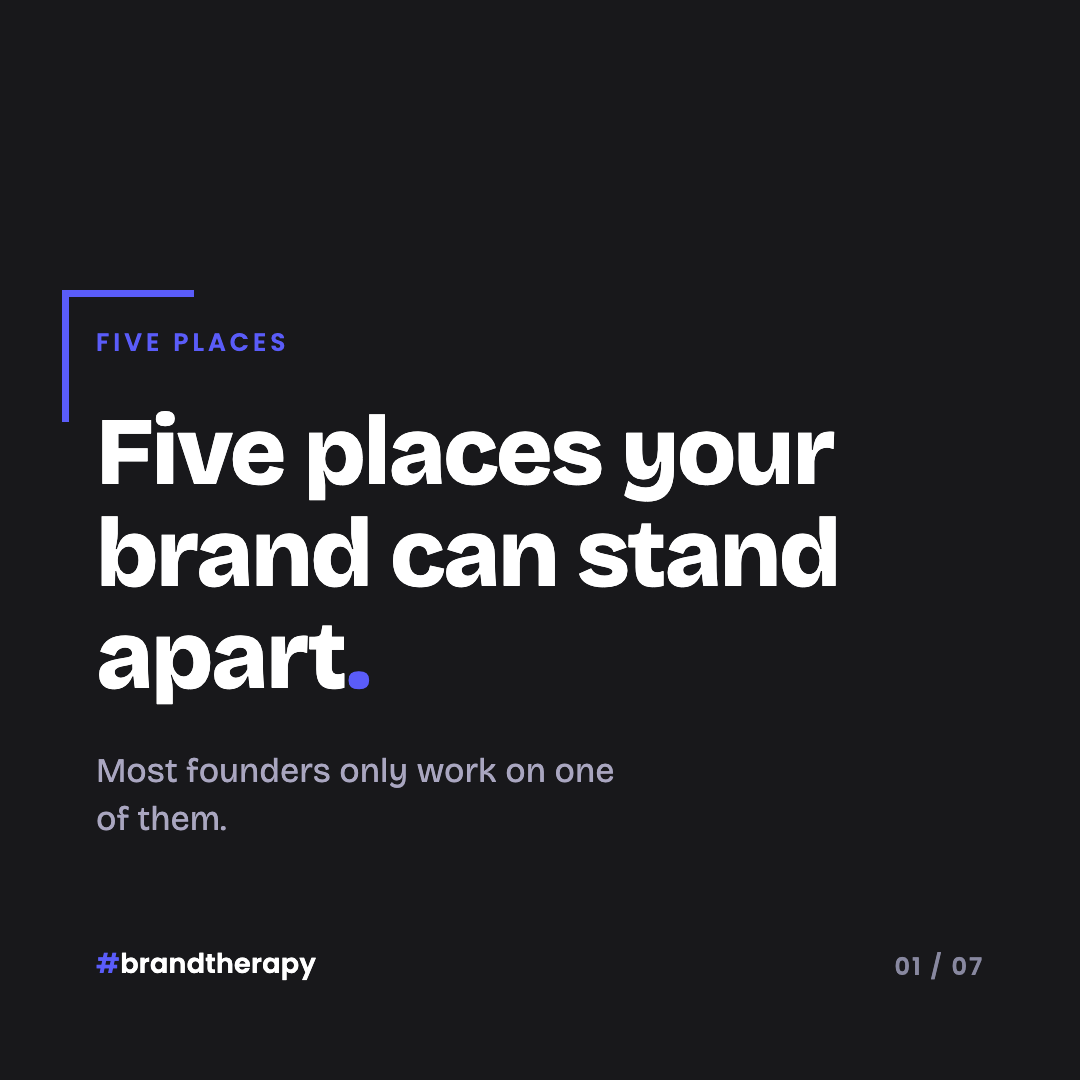 FIVE PLACES
Five places your
brand can stand
apart.
Most founders only work on one
of them.
#brandtherapy
01 / 07